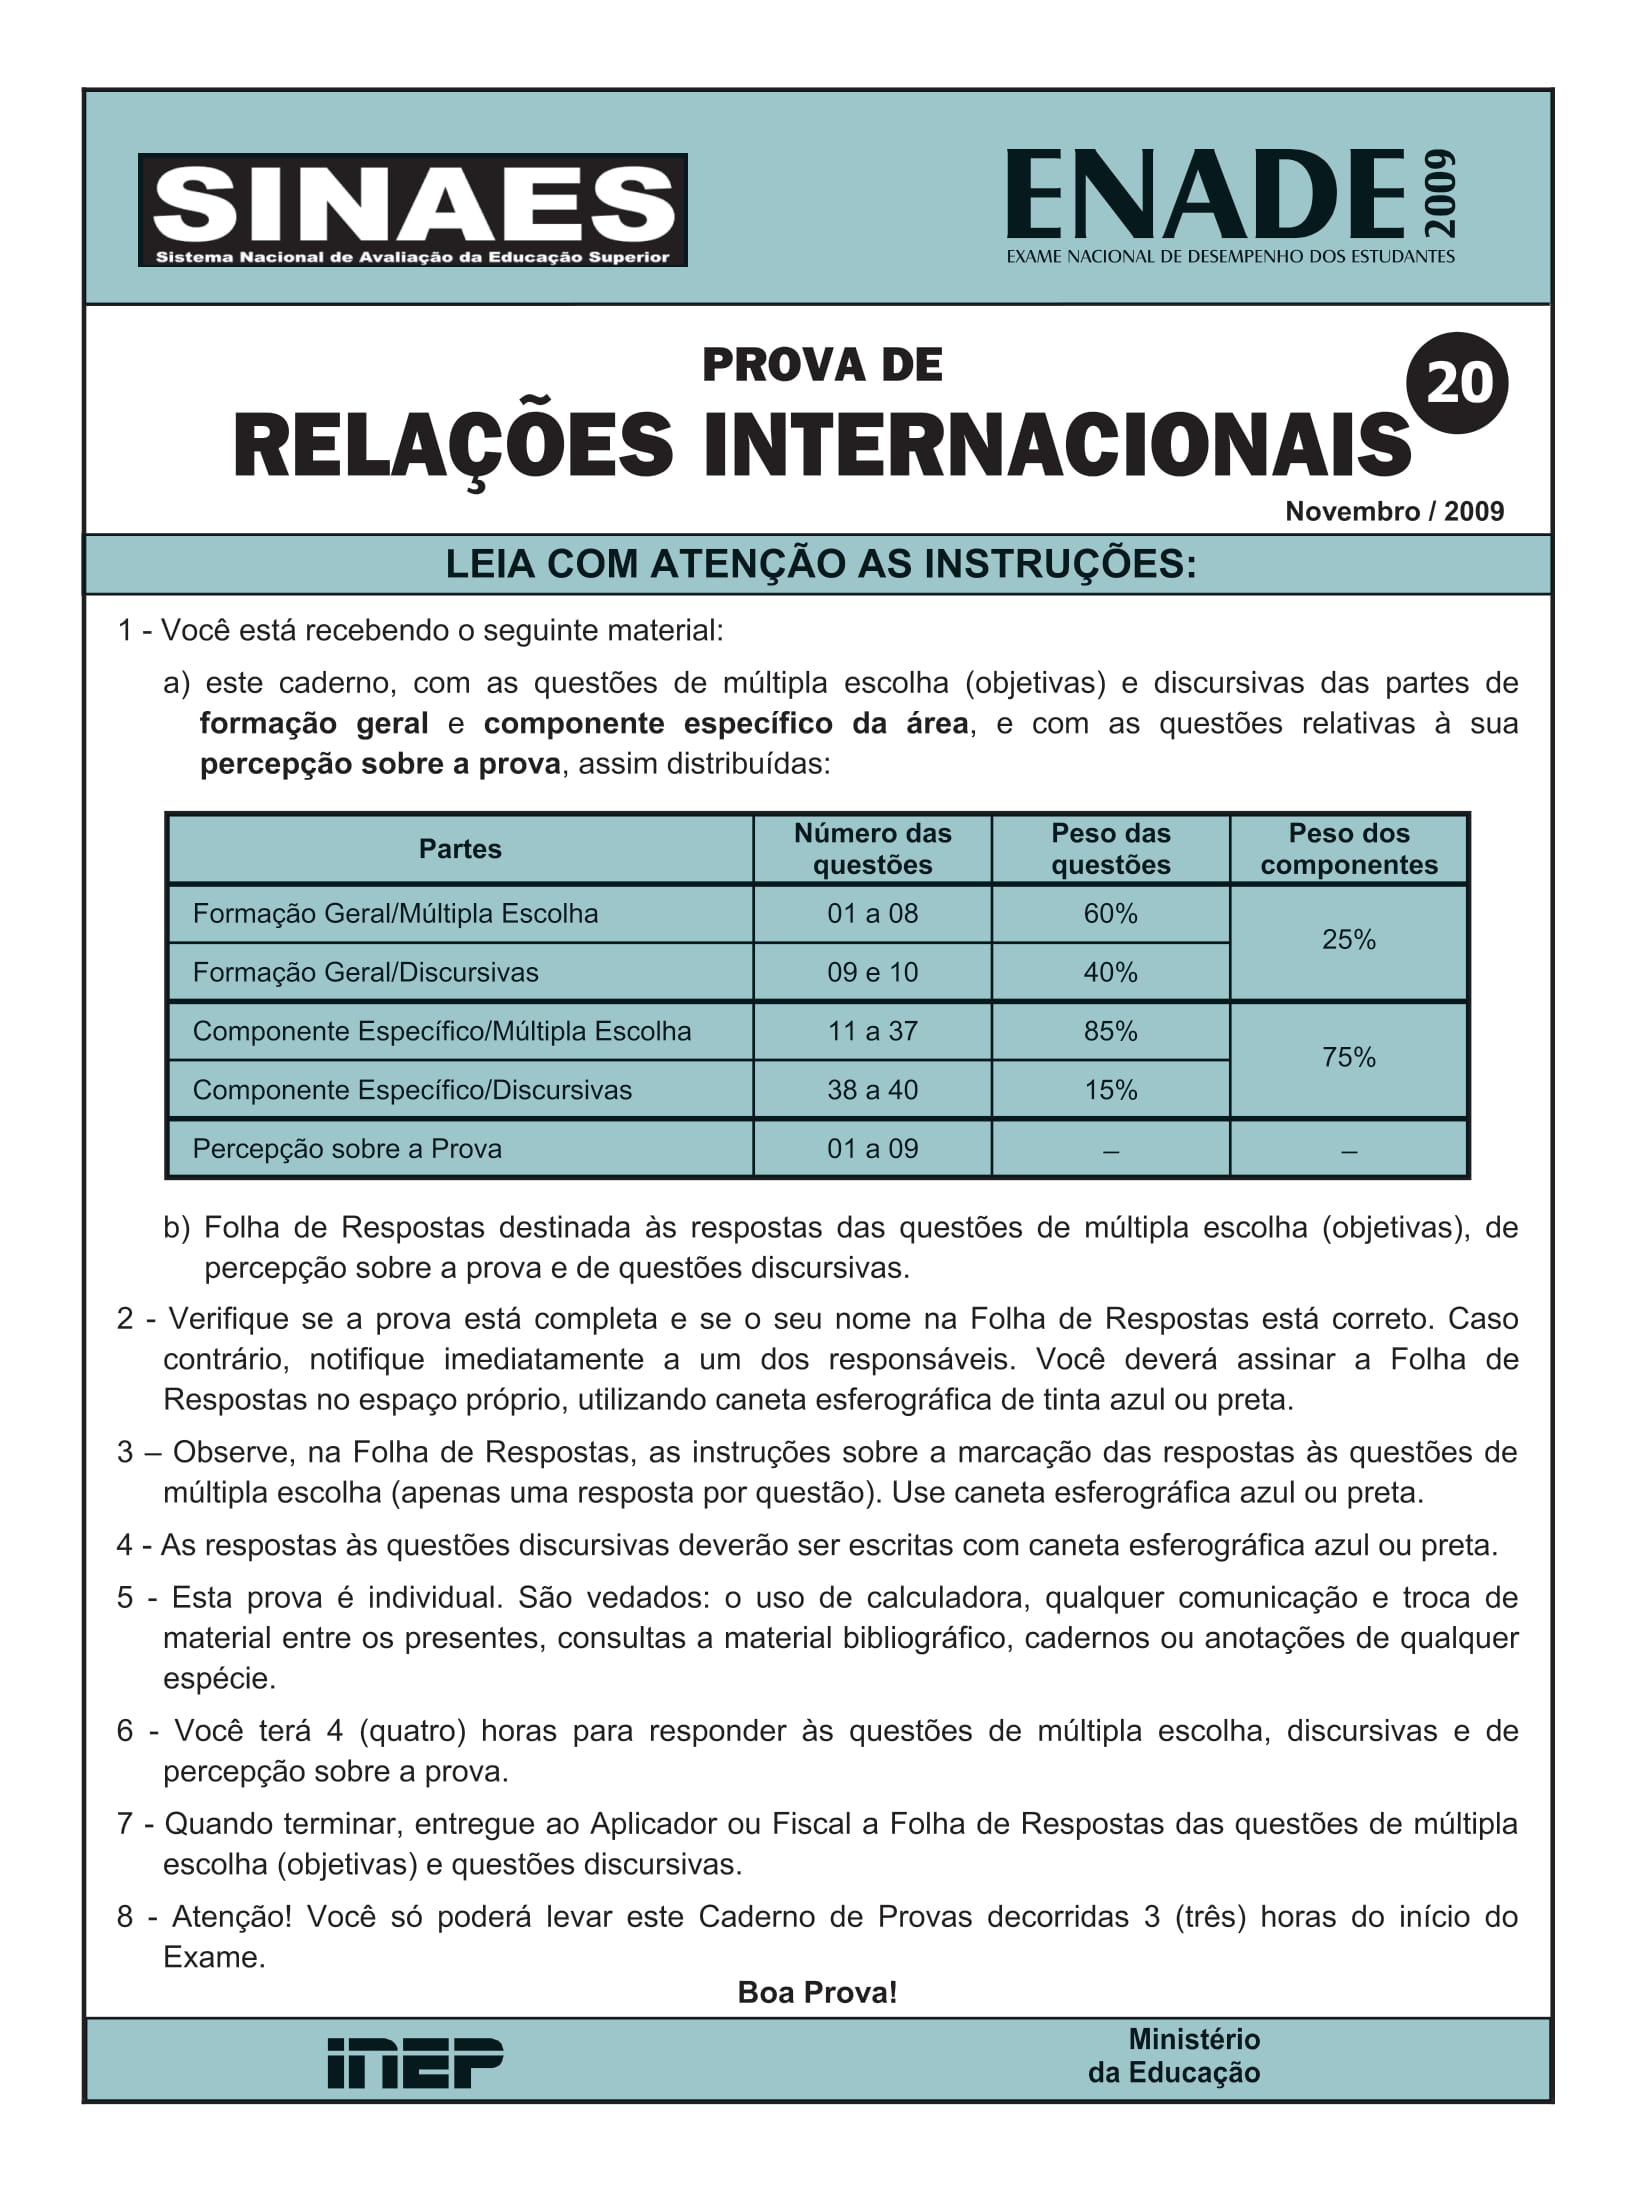 SINAES
Sistema Nacional de Avaliação da Educação Superior
ENADE 2009
EXAME NACIONAL DE DESEMPENHO DOS ESTUDANTES
PROVA DE
RELAÇÕES INTERNACIONAIS
20
Novembro / 2009
LEIA COM ATENÇÃO AS INSTRUÇÕES:
1 - Você está recebendo o seguinte material:
a) este caderno, com as questões de múltipla escolha (objetivas) e discursivas das partes de
formação geral e componente específico da área, e com as questões relativas à sua
percepção sobre a prova, assim distribuídas:
Partes Número das questões Peso das questões Peso dos componentes
Formação Geral/Múltipla Escolha 01 a 08 60% 25%
Formação Geral/Discursivas 09 e 10 40%
Componente Específico/Múltipla Escolha 11 a 37 85% 75%
Componente Específico/Discursivas 38 a 40 15%
Percepção sobre a Prova 01 a 09 – –
b) Folha de Respostas destinada às respostas das questões de múltipla escolha (objetivas), de
percepção sobre a prova e de questões discursivas.
2 - Verifique se a prova está completa e se o seu nome na Folha de Respostas está correto. Caso
contrário, notifique imediatamente a um dos responsáveis. Você deverá assinar a Folha de
Respostas no espaço próprio, utilizando caneta esferográfica de tinta azul ou preta.
3 – Observe, na Folha de Respostas, as instruções sobre a marcação das respostas às questões de
múltipla escolha (apenas uma resposta por questão). Use caneta esferográfica azul ou preta.
4 - As respostas às questões discursivas deverão ser escritas com caneta esferográfica azul ou preta.
5 - Esta prova é individual. São vedados: o uso de calculadora, qualquer comunicação e troca de
material entre os presentes, consultas a material bibliográfico, cadernos ou anotações de qualquer
espécie.
6 - Você terá 4 (quatro) horas para responder às questões de múltipla escolha, discursivas e de
percepção sobre a prova.
7 - Quando terminar, entregue ao Aplicador ou Fiscal a Folha de Respostas das questões de múltipla
escolha (objetivas) e questões discursivas.
8 - Atenção! Você só poderá levar este Caderno de Provas decorridas 3 (três) horas do início do
Exame.
Boa Prova!
INEP
Ministério
da Educação